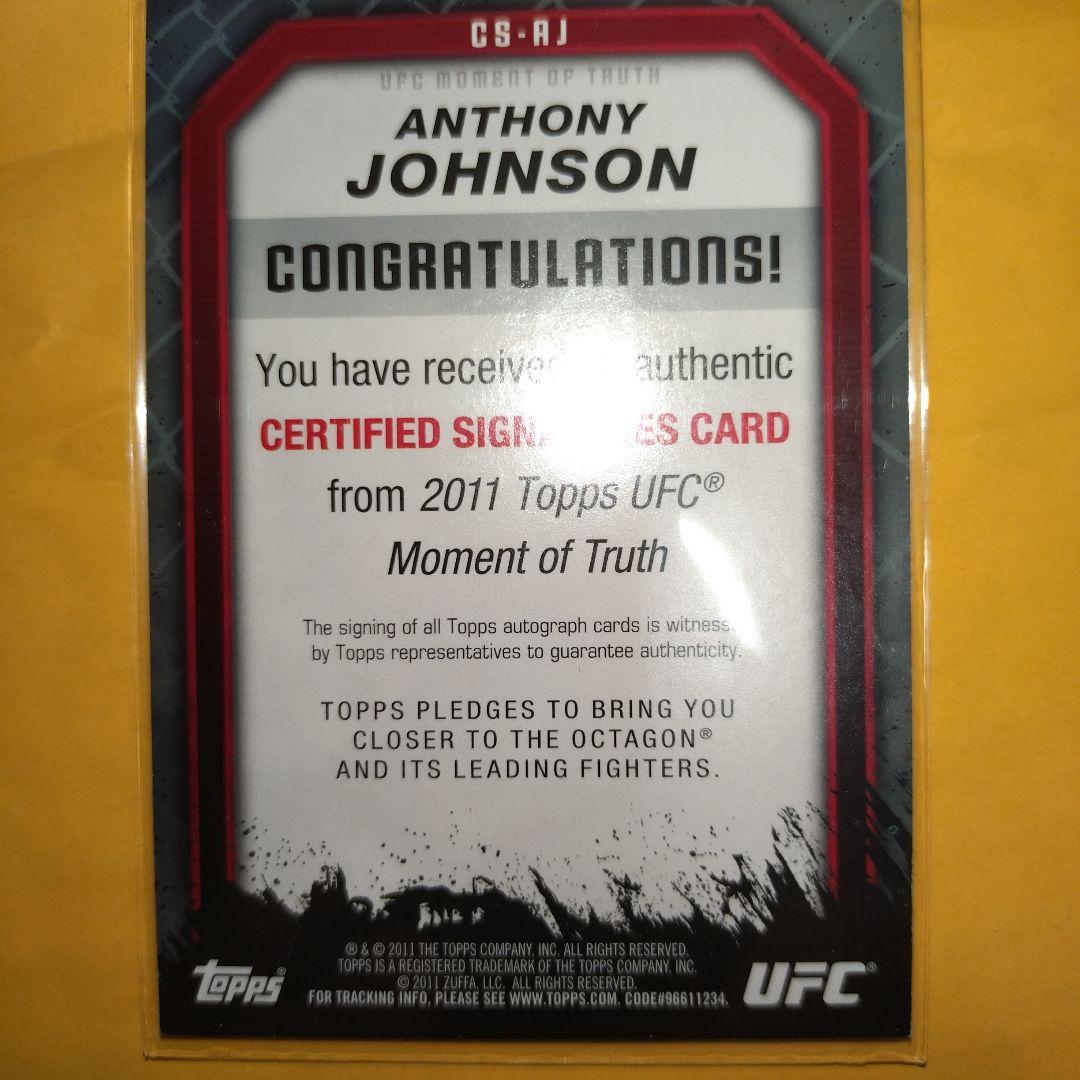 CS-AJ
UFC MOMENT OF TRUTH
ANTHONY
JOHNSON
CONGRATULATIONS!
You have receive authentic
CERTIFIED SIGNA ES CARD
from 2011 Topps UFC®
Moment of Truth
The signing of all Topps autograph cards is witness
by Topps representatives to guarantee authenticity.
TOPPS PLEDGES TO BRING YOU
CLOSER TO THE OCTAGON®
AND ITS LEADING FIGHTERS.
® & © 2011 THE TOPPS COMPANY, INC. ALL RIGHTS RESERVED.
TOPPS IS A REGISTERED TRADEMARK OF THE TOPPS COMPANY, INC.
© 2011 ZUFFA, LLC. ALL RIGHTS RESERVED.
FOR TRACKING INFO, PLEASE SEE WWW.TOPPS.COM. CODE#96611234.
topps®
UFC®